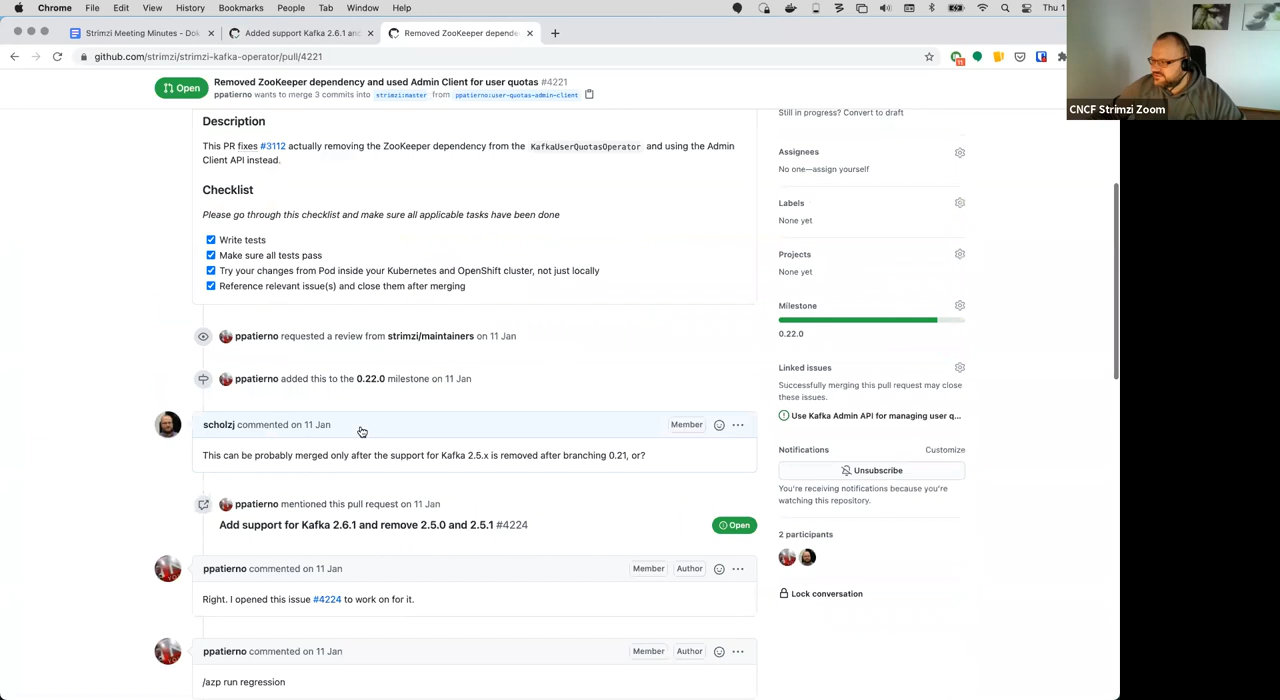 Chrome File Edit View History Bookmarks People Tab Window Help Thu 1
Strimzi Meeting Minutes - Dok × Added support Kafka 2.6.1 and × Removed ZooKeeper depende × +
github.com/strimzi/strimzi-kafka-operator/pull/4221
CNCF Strimzi Zoom
Open
Removed ZooKeeper dependency and used Admin Client for user quotas #4221
ppatierno wants to merge 3 commits into strimzi:master from ppatierno:user-quotas-admin-client
Description
This PR fixes #3112 actually removing the ZooKeeper dependency from the KafkaUserQuotasOperator and using the Admin
Client API instead.
Checklist
Please go through this checklist and make sure all applicable tasks have been done
Write tests
Make sure all tests pass
Try your changes from Pod inside your Kubernetes and OpenShift cluster, not just locally
Reference relevant issue(s) and close them after merging
ppatierno requested a review from strimzi/maintainers on 11 Jan
ppatierno added this to the 0.22.0 milestone on 11 Jan
scholzj commented on 11 Jan Member
This can be probably merged only after the support for Kafka 2.5.x is removed after branching 0.21, or?
ppatierno mentioned this pull request on 11 Jan
Add support for Kafka 2.6.1 and remove 2.5.0 and 2.5.1 #4224 Open
ppatierno commented on 11 Jan Member Author
Right. I opened this issue #4224 to work on for it.
ppatierno commented on 11 Jan Member Author
/azp run regression
Still in progress? Convert to draft
Assignees
No one—assign yourself
Labels
None yet
Projects
None yet
Milestone
0.22.0
Linked issues
Successfully merging this pull request may close
these issues.
Use Kafka Admin API for managing user q...
Notifications Customize
Unsubscribe
You're receiving notifications because you're
watching this repository.
2 participants
Lock conversation